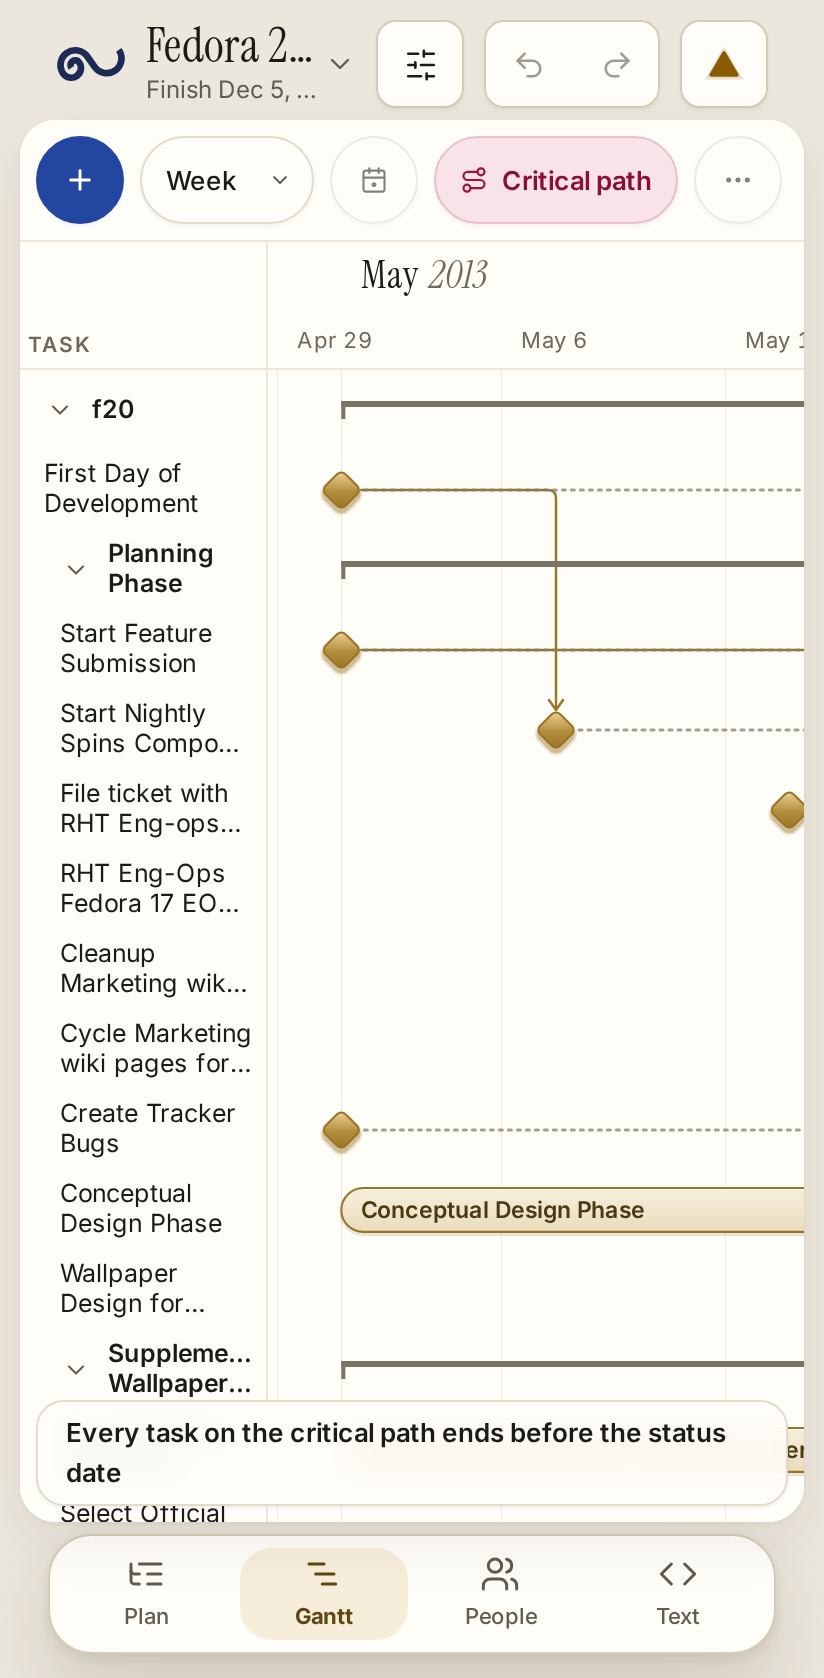 Fedora 2...
Finish Dec 5, ...
Week
Critical path
May 2013
TASK
Apr 29
May 6
May 1
f20
First Day of
Development
Planning
Phase
Start Feature
Submission
Start Nightly
Spins Compo...
File ticket with
RHT Eng-ops...
RHT Eng-Ops
Fedora 17 EO...
Cleanup
Marketing wik...
Cycle Marketing
wiki pages for...
Create Tracker
Bugs
Conceptual
Design Phase
Conceptual Design Phase
Wallpaper
Design for...
Suppleme...
Wallpaper...
Every task on the critical path ends before the status
date
Select Official
Plan
Gantt
People
Text